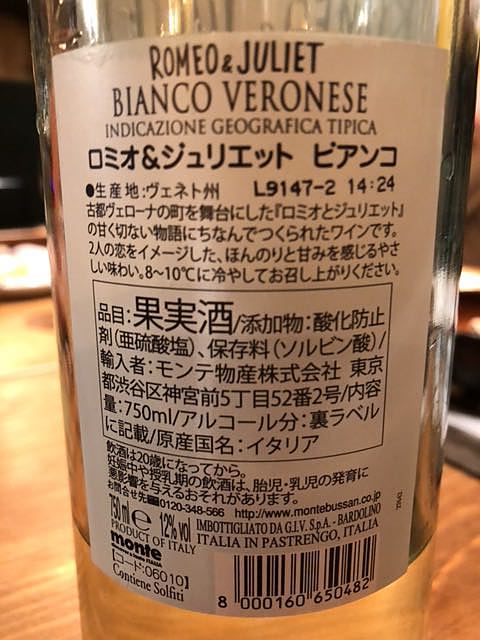 ROMEO & JULIET
BIANCO VERONESE
INDICAZIONE GEOGRAFICA TIPICA
ロミオ&ジュリエット ビアンコ
●生産地:ヴェネト州 L9147-2 14:24
古都ヴェローナの町を舞台にした『ロミオとジュリエット』
の甘く切ない物語にちなんでつくられたワインです。
2人の恋をイメージした、ほんのりと甘みを感じるやさ
しい味わい。8~10℃に冷やしてお召し上がりください。
品目:果実酒/添加物:酸化防止
剤(亜硫酸塩)、保存料(ソルビン酸)/
輸入者:モンテ物産株式会社 東京
都渋谷区神宮前5丁目52番2号/内容
量:750ml/アルコール分:裏ラベル
に記載/原産国名:イタリア
飲酒は20歳になってから。
妊娠中や授乳期の飲酒は、胎児・乳児の発育に
悪影響を与えるおそれがあります。
お問合せ先 0120-348-566 http://www.montebussan.co.jp
750 ml e 12% vol
PRODUCT OF ITALY
IMBOTTIGLIATO DA G.I.V. S.p.A. - BARDOLINO
ITALIA IN PASTRENGO, ITALIA
monte
【コード:06010】
Contiene Solfiti
8 000160 650482